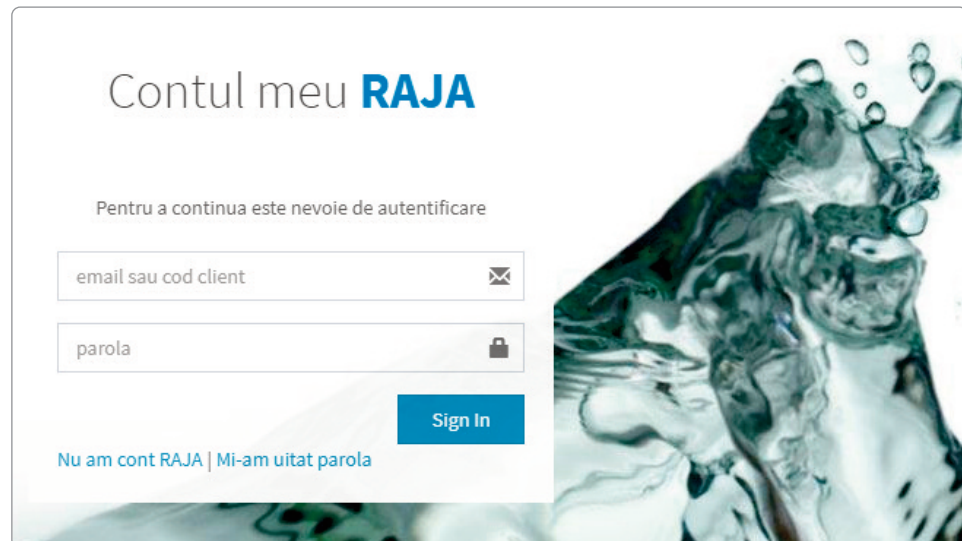 Contul meu RAJA
Pentru a continua este nevoie de autentificare
email sau cod client
parola
Sign In
Nu am cont RAJA | Mi-am uitat parola